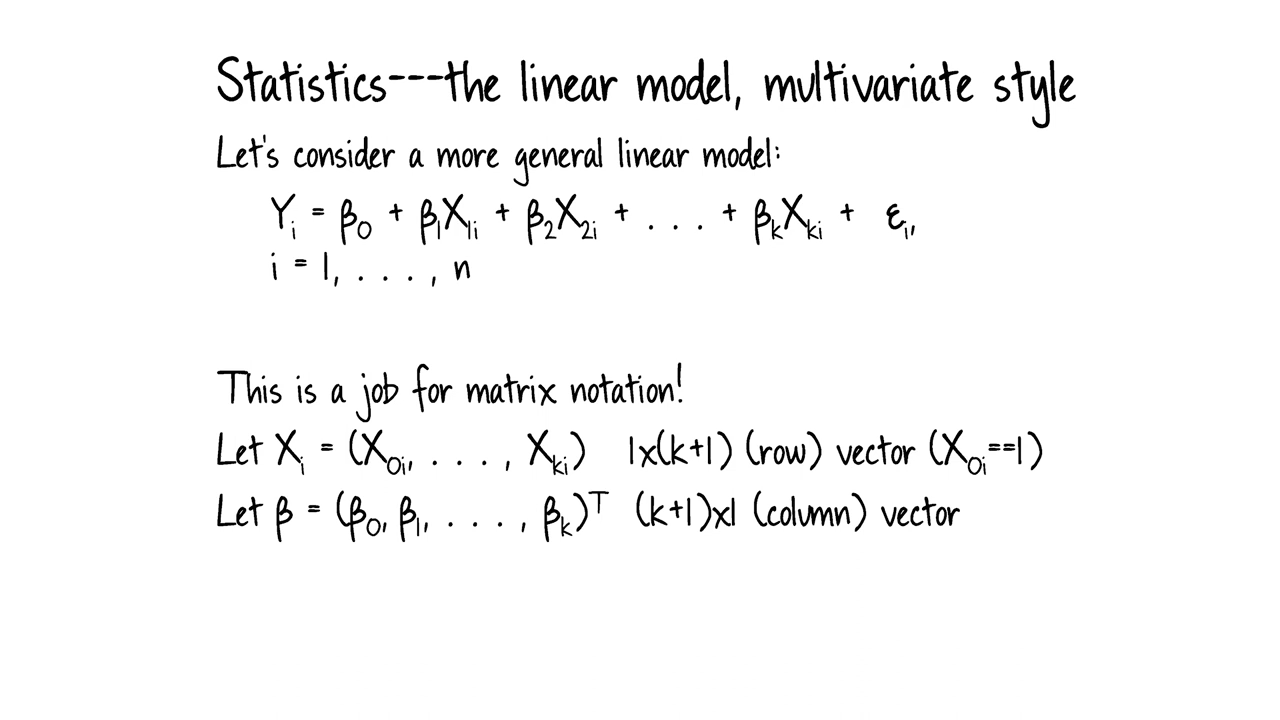 Statistics---the linear model, multivariate style
Let's consider a more general linear model:
Yᵢ = β₀ + β₁X₁ᵢ + β₂X₂ᵢ + . . . + βₖXₖᵢ + εᵢ,
i = 1, . . . , n
This is a job for matrix notation!
Let Xᵢ = (X₀ᵢ, . . . , Xₖᵢ) 1x(k+1) (row) vector (X₀ᵢ==1)
Let β = (β₀, β₁, . . . , βₖ)ᵀ (k+1)x1 (column) vector